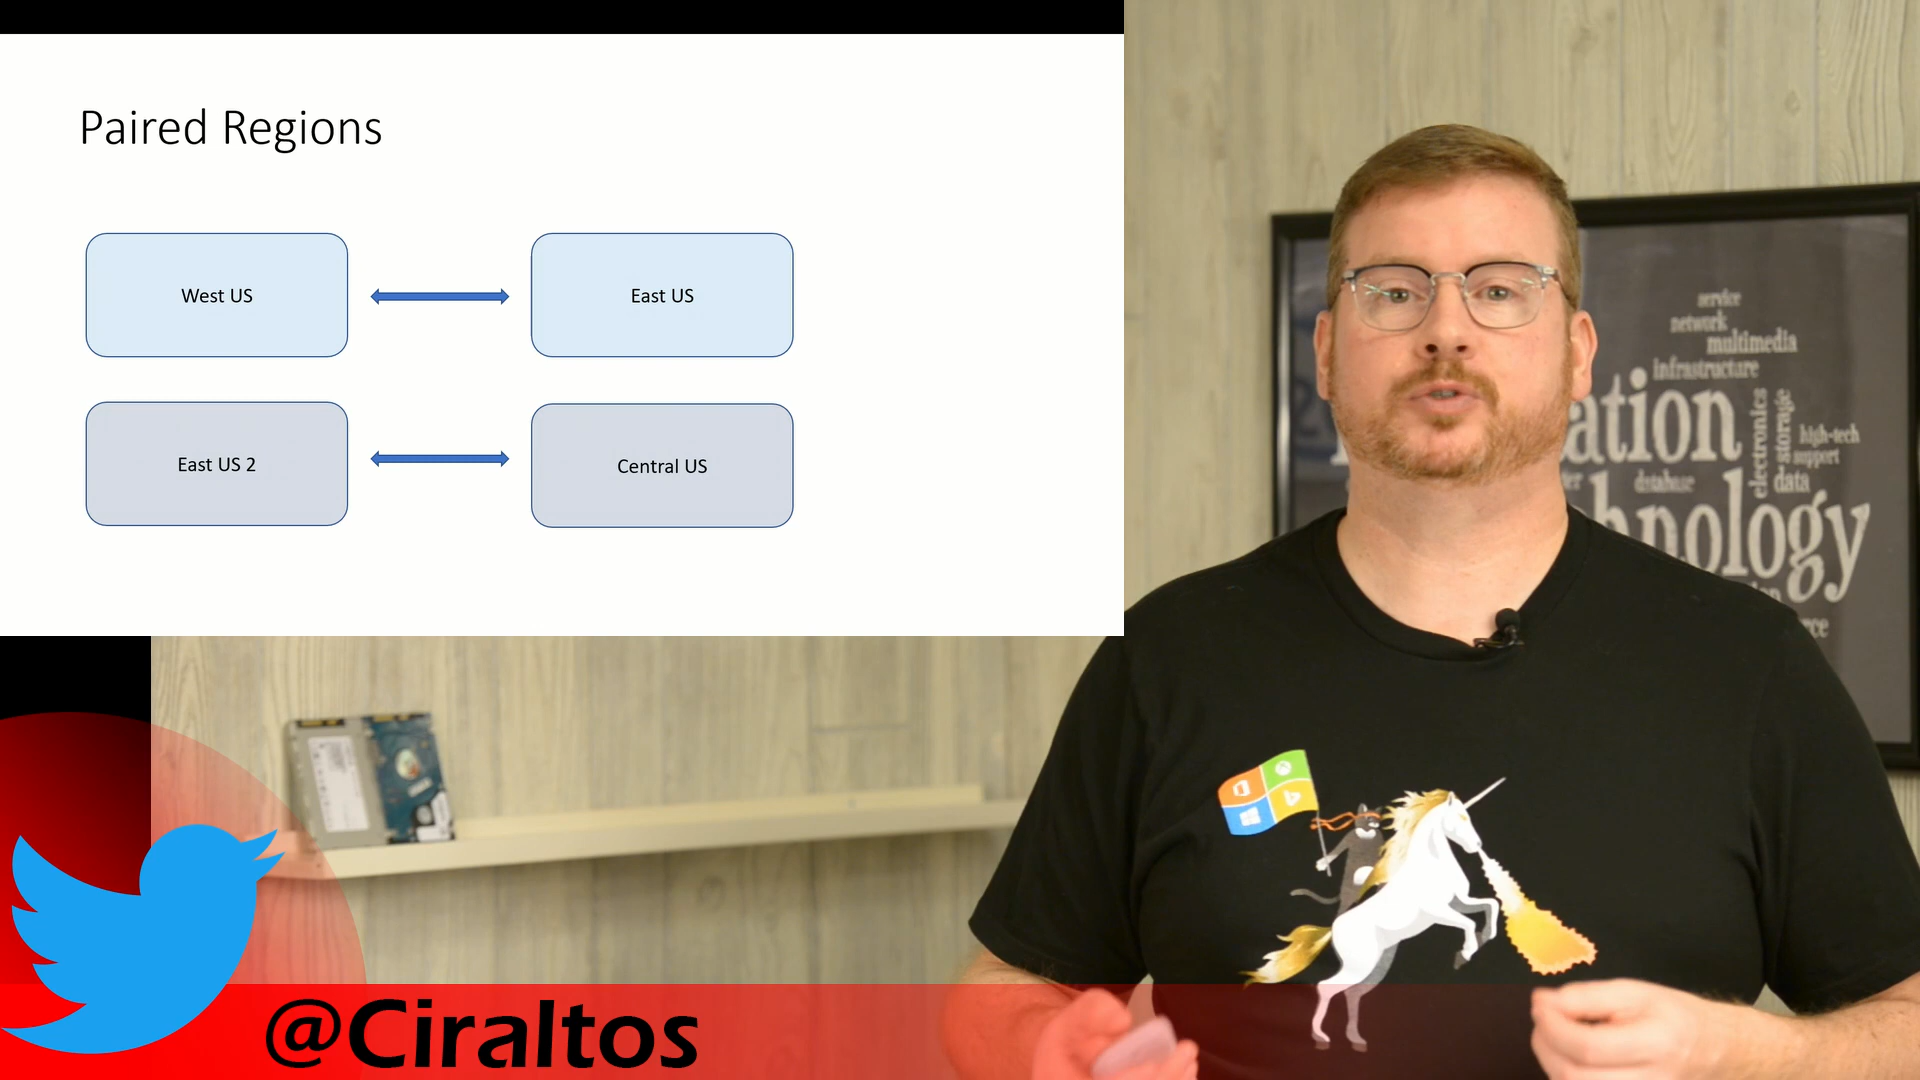 Paired Regions
West US
East US
East US 2
Central US
service
network
multimedia
infrastructure
ation
electronics
storage
high-tech
support
database
data
hnology
@Ciraltos